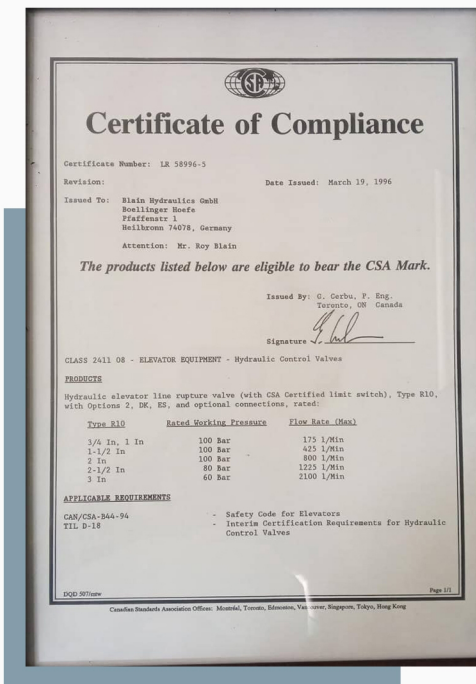 Certificate of Compliance
Certificate Number: LR 58996-5
Revision: Date Issued: March 19, 1996
Issued To: Blain Hydraulics GmbH
Boellinger Hoefe
Pfaffenstr 1
Heilbronn 74078, Germany
Attention: Mr. Roy Blain
The products listed below are eligible to bear the CSA Mark.
Issued By: G. Cerbu, P. Eng.
Toronto, ON Canada
Signature
CLASS 2411 08 - ELEVATOR EQUIPMENT - Hydraulic Control Valves
PRODUCTS
Hydraulic elevator line rupture valve (with CSA Certified limit switch), Type R10,
with Options 2, DK, ES, and optional connections, rated:
Type R10 Rated Working Pressure Flow Rate (Max)
3/4 In, 1 In 100 Bar 175 l/Min
1-1/2 In 100 Bar 425 l/Min
2 In 100 Bar 800 l/Min
2-1/2 In 80 Bar 1225 l/Min
3 In 60 Bar 2100 l/Min
APPLICABLE REQUIREMENTS
CAN/CSA-B44-94 - Safety Code for Elevators
TIL D-18 - Interim Certification Requirements for Hydraulic
Control Valves
DQD 507 Page 1/1
Canadian Standards Association Offices: Montréal, Toronto, Edmonton, Vancouver, Singapore, Tokyo, Hong Kong